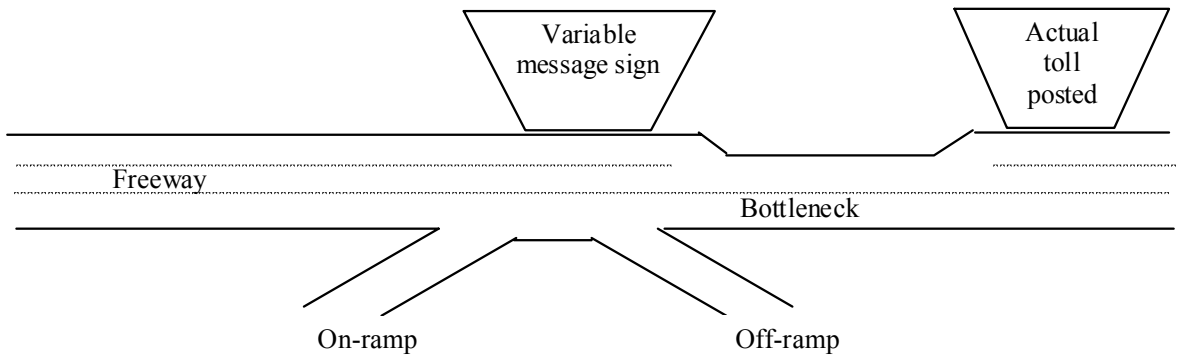 Variable
message sign
Actual
toll
posted
Freeway
Bottleneck
On-ramp
Off-ramp